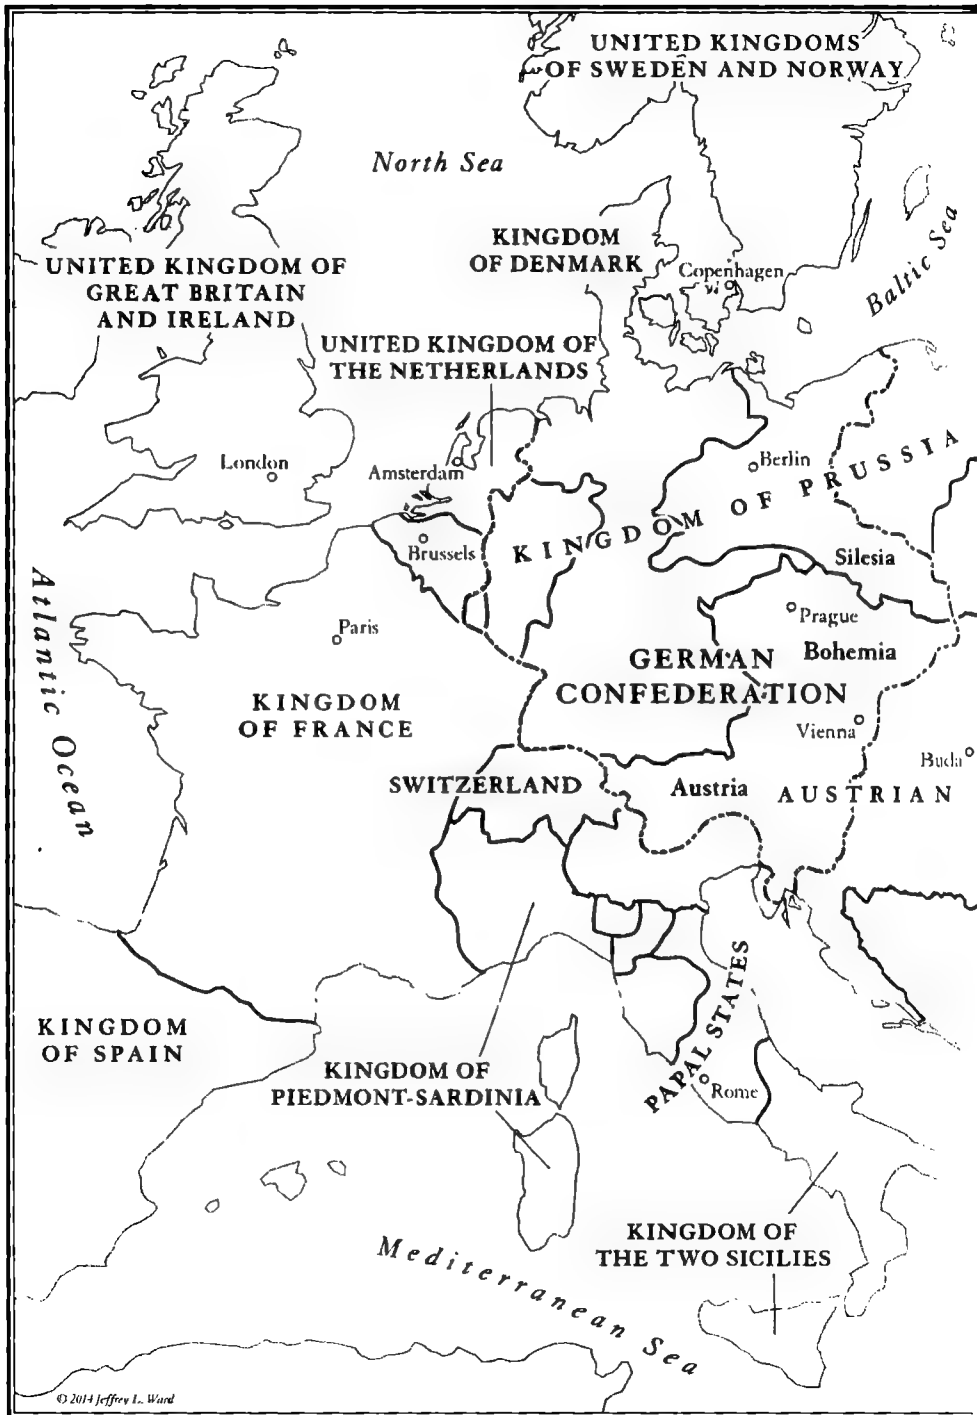 UNITED KINGDOMS
OF SWEDEN AND NORWAY
North Sea
Baltic Sea
KINGDOM
OF DENMARK
Copenhagen
UNITED KINGDOM OF
GREAT BRITAIN
AND IRELAND
UNITED KINGDOM OF
THE NETHERLANDS
London
Amsterdam
Berlin
KINGDOM OF PRUSSIA
Brussels
Silesia
Atlantic Ocean
Paris
Prague
Bohemia
GERMAN
CONFEDERATION
KINGDOM
OF FRANCE
Vienna
Buda
SWITZERLAND
Austria
AUSTRIAN
PAPAL STATES
KINGDOM
OF SPAIN
KINGDOM OF
PIEDMONT-SARDINIA
Rome
KINGDOM OF
THE TWO SICILIES
Mediterranean Sea
© 2014 Jeffrey L. Ward